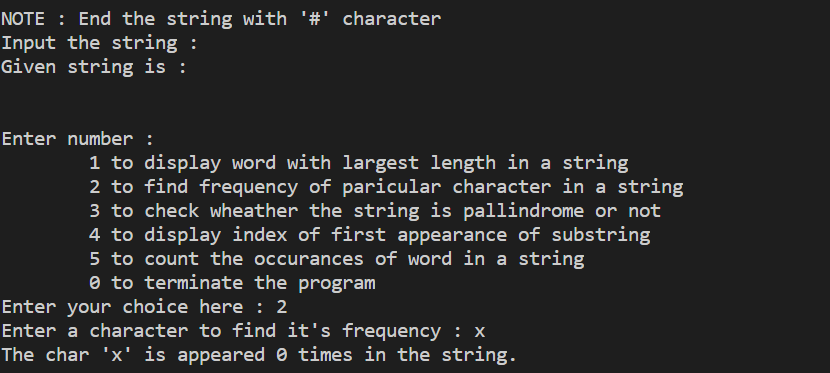 NOTE : End the string with '#' character
Input the string :
Given string is :
Enter number :
1 to display word with largest length in a string
2 to find frequency of paricular character in a string
3 to check wheather the string is pallindrome or not
4 to display index of first appearance of substring
5 to count the occurances of word in a string
0 to terminate the program
Enter your choice here : 2
Enter a character to find it's frequency : x
The char 'x' is appeared 0 times in the string.